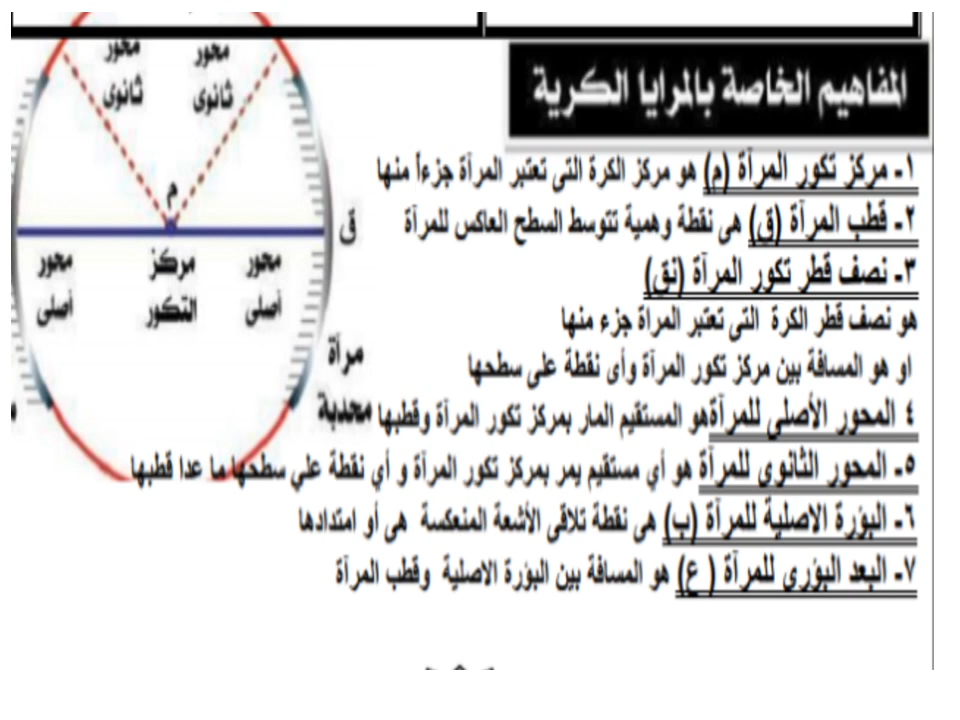 المفاهيم الخاصة بالمرايا الكرية
١- مركز تكور المرآة (م) هو مركز الكرة التى تعتبر المرآة جزءاً منها
٢- قطب المرآة (ق) هى نقطة وهمية تتوسط السطح العاكس للمرآة
٣- نصف قطر تكور المرآة (نق)
هو نصف قطر الكرة التى تعتبر المراة جزء منها
او هو المسافة بين مركز تكور المرآة وأى نقطة على سطحها
٤ المحور الأصلي للمرآة هو المستقيم المار بمركز تكور المرآة وقطبها
٥- المحور الثانوى للمرآة هو أي مستقيم يمر بمركز تكور المرآة و أي نقطة علي سطحها ما عدا قطبها
٦- البؤرة الاصلية للمرآة (ب) هى نقطة تلاقى الأشعة المنعكسة هى أو امتدادها
٧- البعد البؤرى للمرآة ( ع) هو المسافة بين البؤرة الاصلية وقطب المرآة
محور
ثانوى
محور
ثانوى
م
ق
محور
أصلى
مركز
التكور
محور
أصلى
مرآة
محدبة